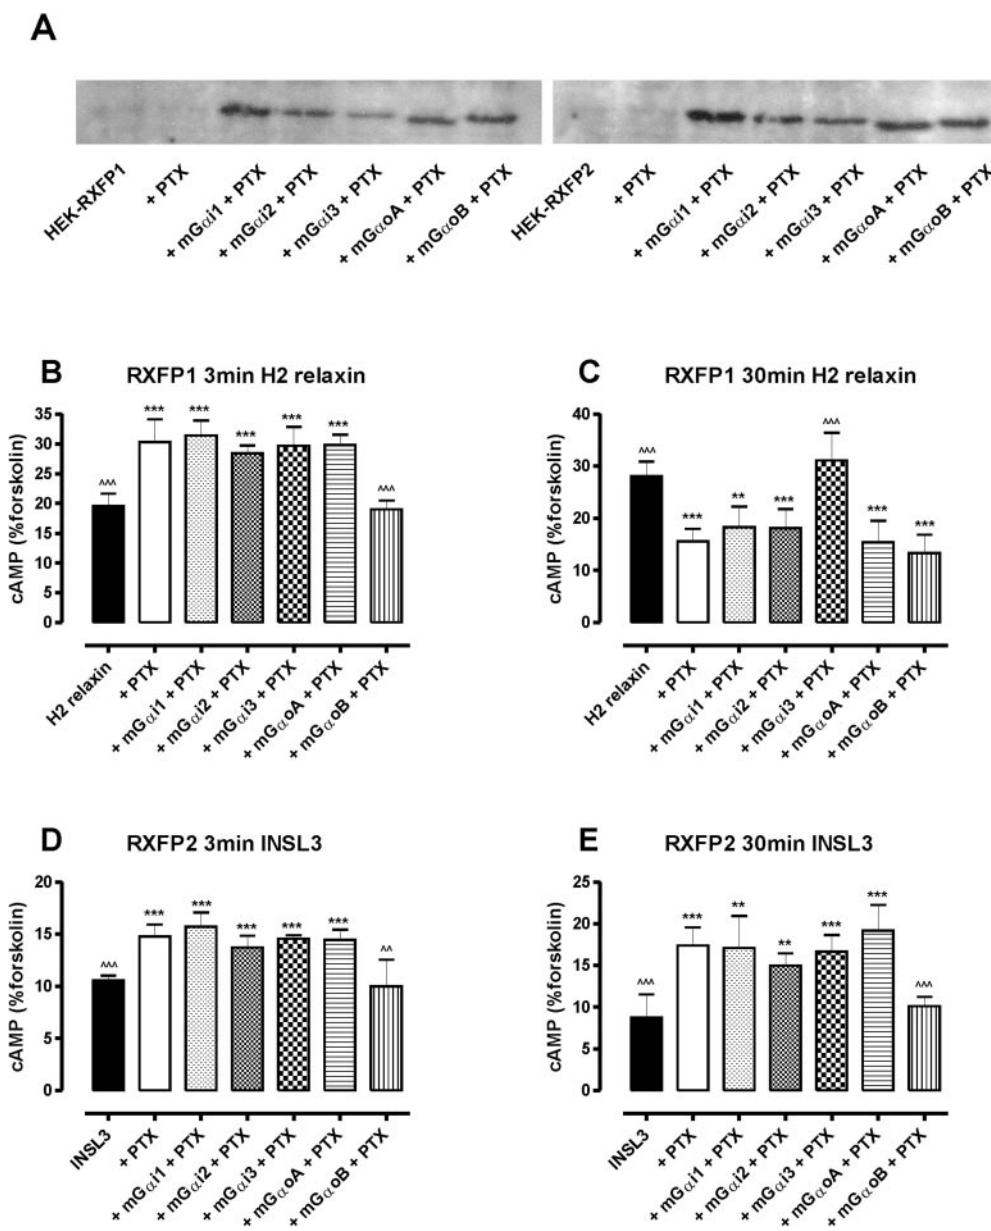 A
HEK-RXFP1
+ PTX
+ mGαi1 + PTX
+ mGαi2 + PTX
+ mGαi3 + PTX
+ mGαoA + PTX
+ mGαoB + PTX
HEK-RXFP2
+ PTX
+ mGαi1 + PTX
+ mGαi2 + PTX
+ mGαi3 + PTX
+ mGαoA + PTX
+ mGαoB + PTX
B
RXFP1 3min H2 relaxin
cAMP (%forskolin)
35
30
25
20
15
10
5
0
^^^
***
***
***
***
***
^^^
H2 relaxin
+ PTX
+ mGαi1 + PTX
+ mGαi2 + PTX
+ mGαi3 + PTX
+ mGαoA + PTX
+ mGαoB + PTX
C
RXFP1 30min H2 relaxin
cAMP (%forskolin)
40
30
20
10
0
^^^
***
**
***
^^^
***
***
H2 relaxin
+ PTX
+ mGαi1 + PTX
+ mGαi2 + PTX
+ mGαi3 + PTX
+ mGαoA + PTX
+ mGαoB + PTX
D
RXFP2 3min INSL3
cAMP (%forskolin)
20
15
10
5
0
^^^
***
***
***
***
***
^^
INSL3
+ PTX
+ mGαi1 + PTX
+ mGαi2 + PTX
+ mGαi3 + PTX
+ mGαoA + PTX
+ mGαoB + PTX
E
RXFP2 30min INSL3
cAMP (%forskolin)
25
20
15
10
5
0
^^^
***
**
**
***
***
^^^
INSL3
+ PTX
+ mGαi1 + PTX
+ mGαi2 + PTX
+ mGαi3 + PTX
+ mGαoA + PTX
+ mGαoB + PTX